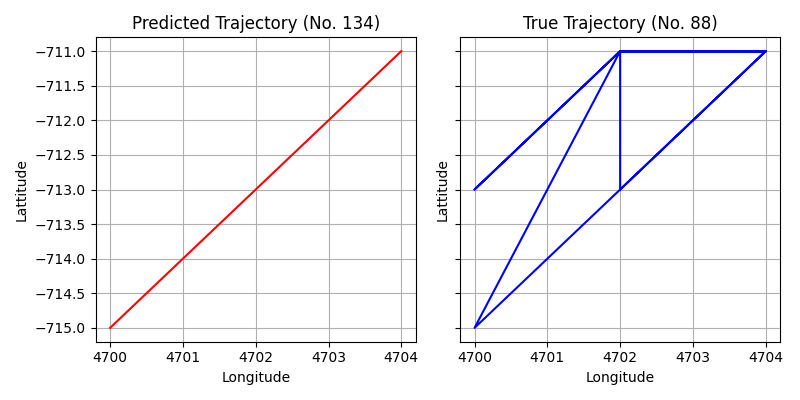 Predicted Trajectory (No. 134)
True Trajectory (No. 88)
−711.0
−711.5
−712.0
−712.5
−713.0
−713.5
−714.0
−714.5
−715.0
Lattitude
Lattitude
4700 4701 4702 4703 4704
4700 4701 4702 4703 4704
Longitude
Longitude